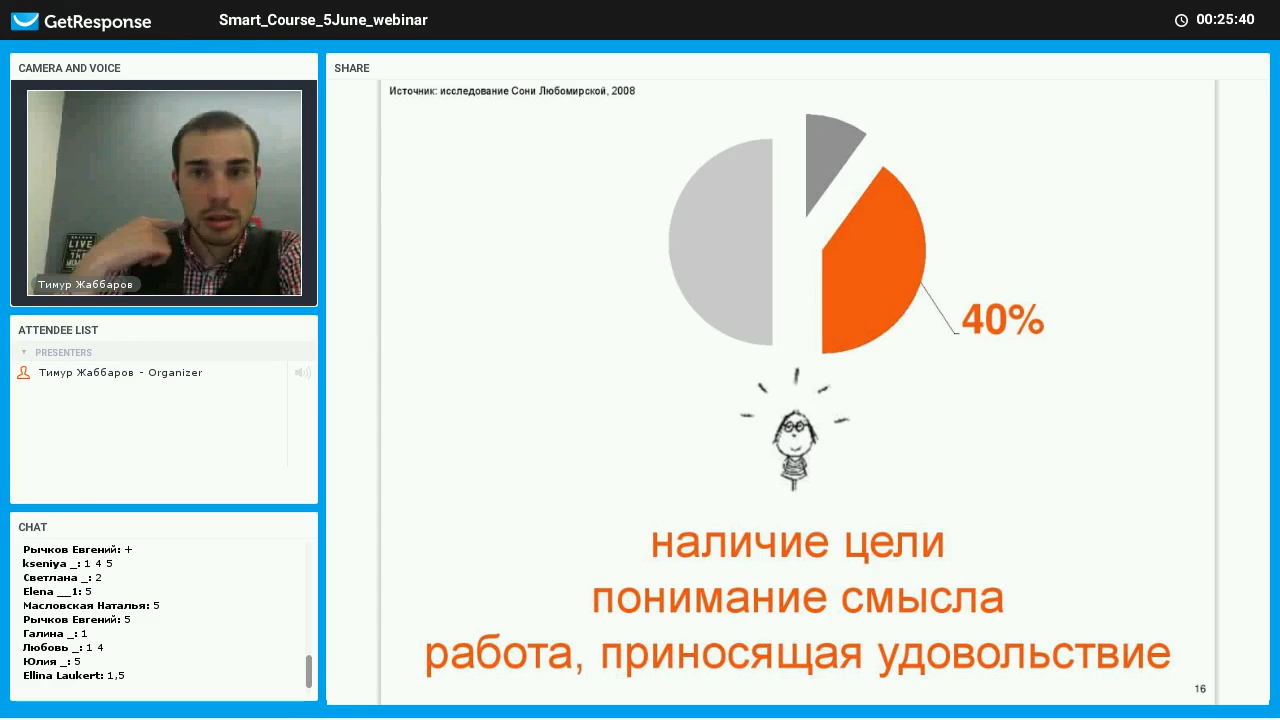 GetResponse
Smart_Course_5June_webinar
00:25:40
CAMERA AND VOICE
LIVE
Тимур Жаббаров
ATTENDEE LIST
PRESENTERS
Тимур Жаббаров - Organizer
CHAT
Рычков Евгений: +
kseniya _: 1 4 5
Светлана _: 2
Elena __1: 5
Масловская Наталья: 5
Рычков Евгений: 5
Галина _: 1
Любовь _: 1 4
Юлия _: 5
Ellina Laukert: 1,5
SHARE
Источник: исследование Сони Любомирской, 2008
40%
наличие цели
понимание смысла
работа, приносящая удовольствие
16